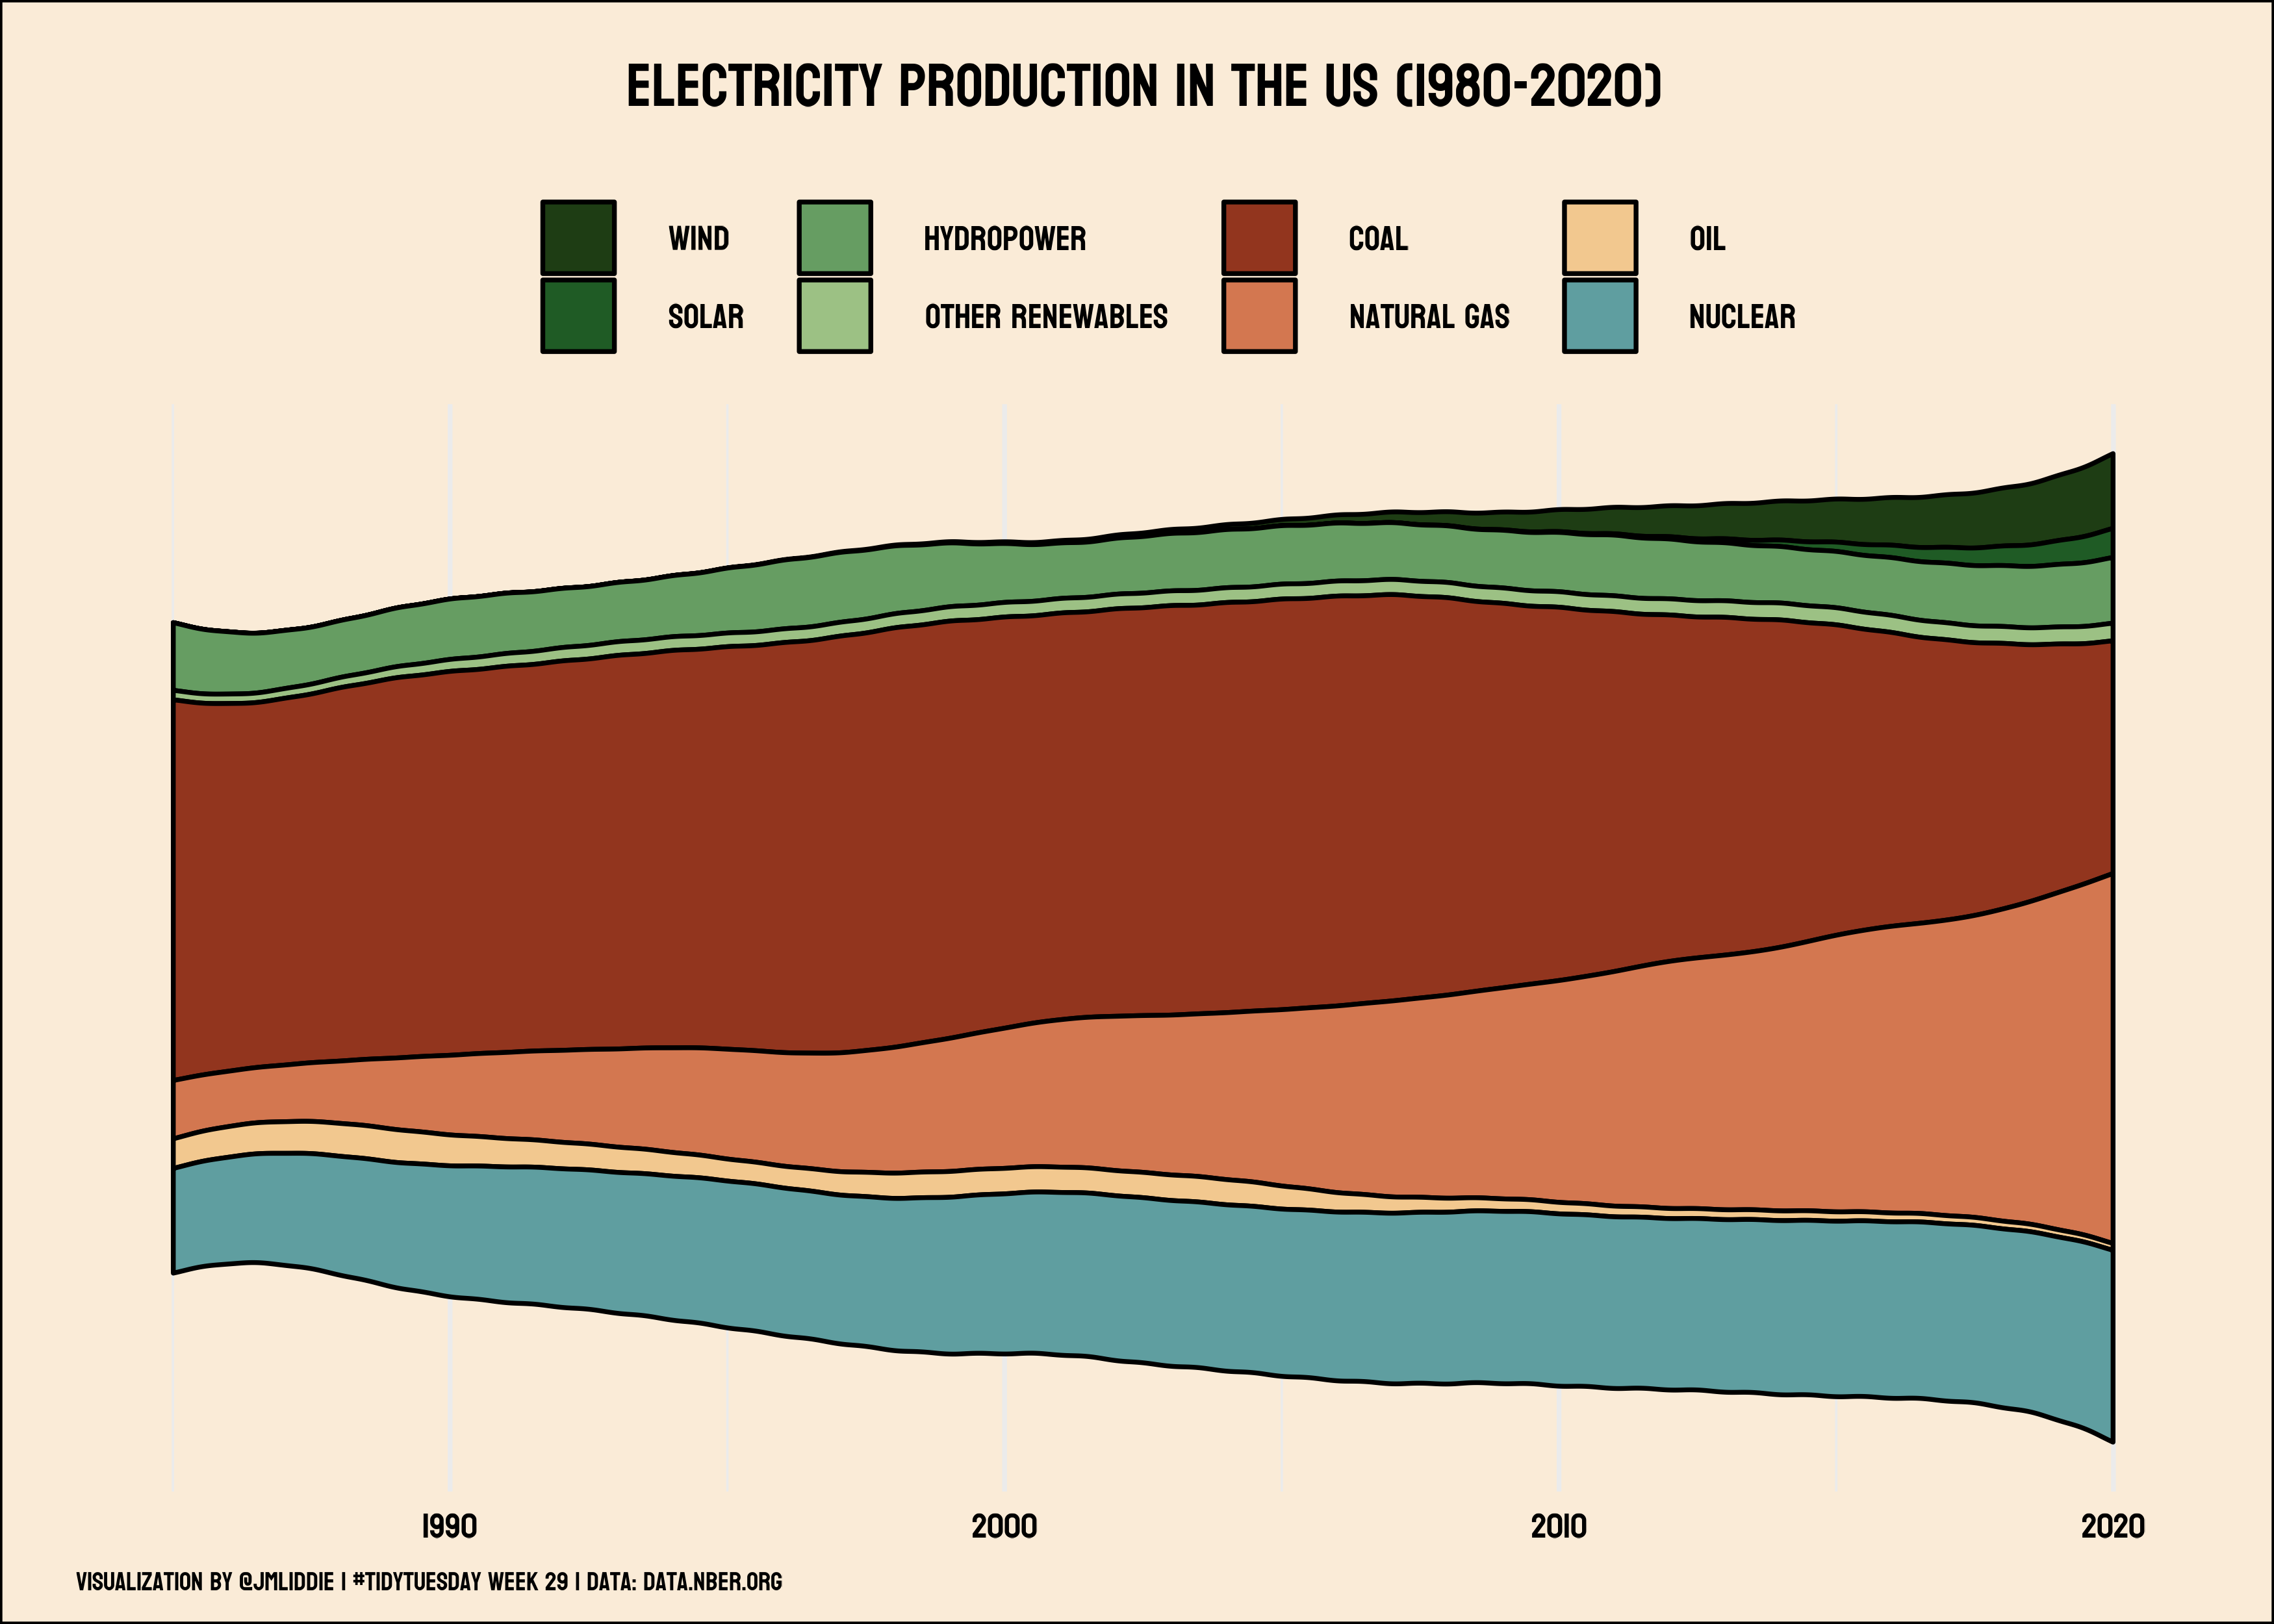 ELECTRICITY PRODUCTION IN THE US (1980-2020)
WIND HYDROPOWER COAL OIL
SOLAR OTHER RENEWABLES NATURAL GAS NUCLEAR
1990 2000 2010 2020
VISUALIZATION BY @JMLIDDIE | #TIDYTUESDAY WEEK 29 | DATA: DATA.NBER.ORG